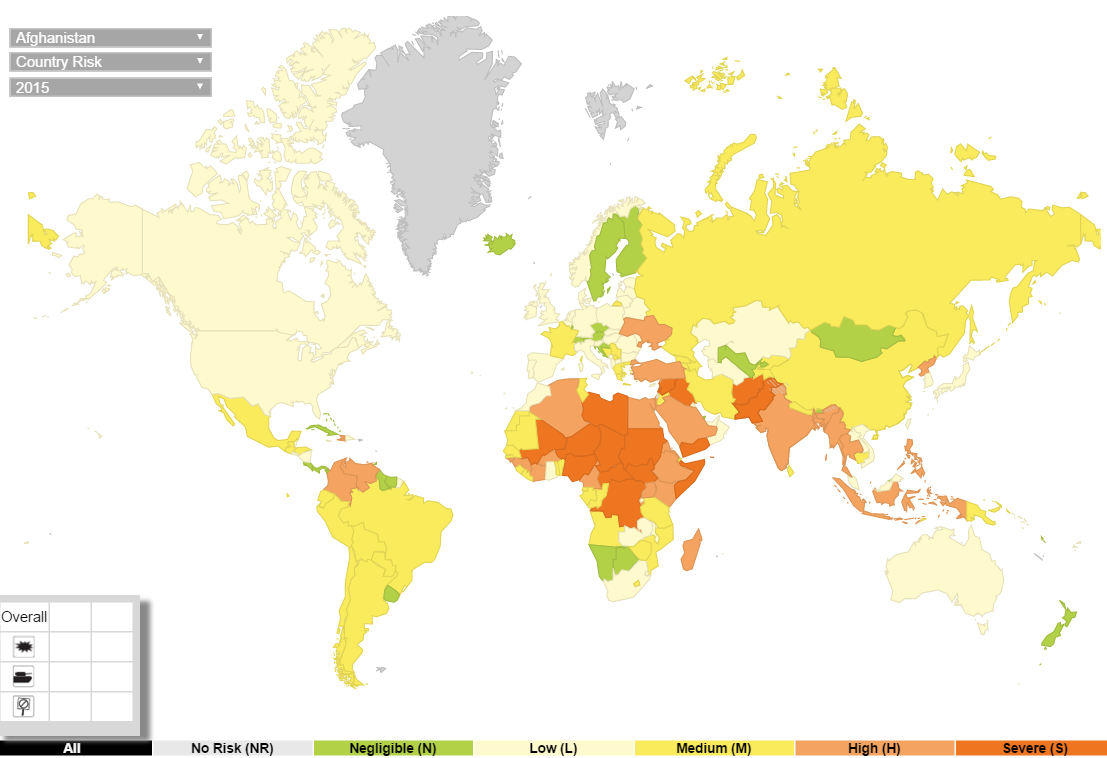 Afghanistan
Country Risk
2015
Overall
All
No Risk (NR)
Negligible (N)
Low (L)
Medium (M)
High (H)
Severe (S)